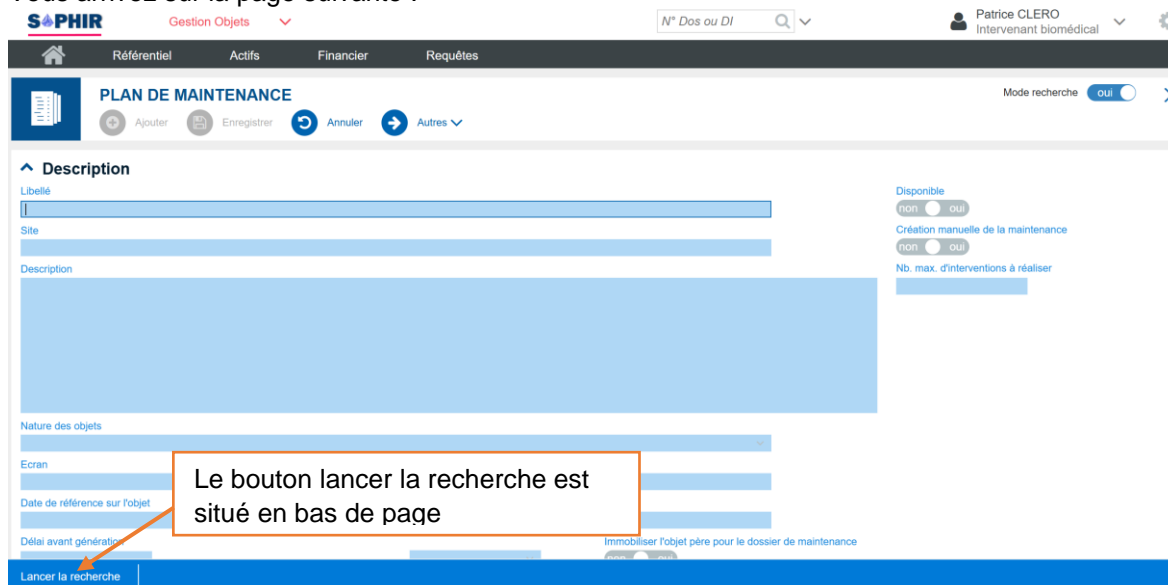 Vous arrivez sur la page suivante :
SAPHIR
Gestion Objets
N° Dos ou DI
Patrice CLERO
Intervenant biomédical
Référentiel Actifs Financier Requêtes
PLAN DE MAINTENANCE
Mode recherche oui
Ajouter Enregistrer Annuler Autres
Description
Libellé
Disponible
non oui
Site
Création manuelle de la maintenance
non oui
Description
Nb. max. d'interventions à réaliser
Nature des objets
Ecran
Le bouton lancer la recherche est
situé en bas de page
Date de référence sur l'objet
Délai avant génération
Immobiliser l'objet père pour le dossier de maintenance
non oui
Lancer la recherche